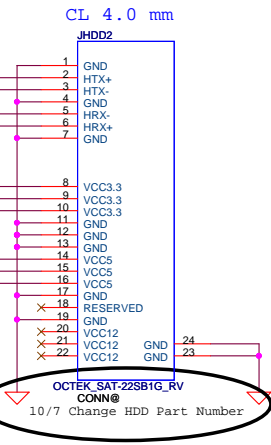 CL 4.0 mm
JHDD2
1 GND
2 HTX+
3 HTX-
4 GND
5 HRX-
6 HRX+
7 GND
8 VCC3.3
9 VCC3.3
10 VCC3.3
11 GND
12 GND
13 GND
14 VCC5
15 VCC5
16 VCC5
17 GND
18 RESERVED
19 GND
20 VCC12
21 VCC12 GND 24
22 VCC12 GND 23
OCTEK_SAT-22SB1G_RV
CONN@
10/7 Change HDD Part Number